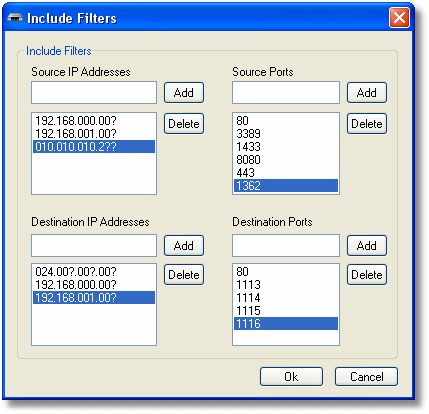 Include Filters
Include Filters
Source IP Addresses
Add
192.168.000.00?
192.168.001.00?
010.010.010.2??
Delete
Source Ports
Add
80
3389
1433
8080
443
1362
Delete
Destination IP Addresses
Add
024.00?.00?.00?
192.168.000.00?
192.168.001.00?
Delete
Destination Ports
Add
80
1113
1114
1115
1116
Delete
Ok
Cancel